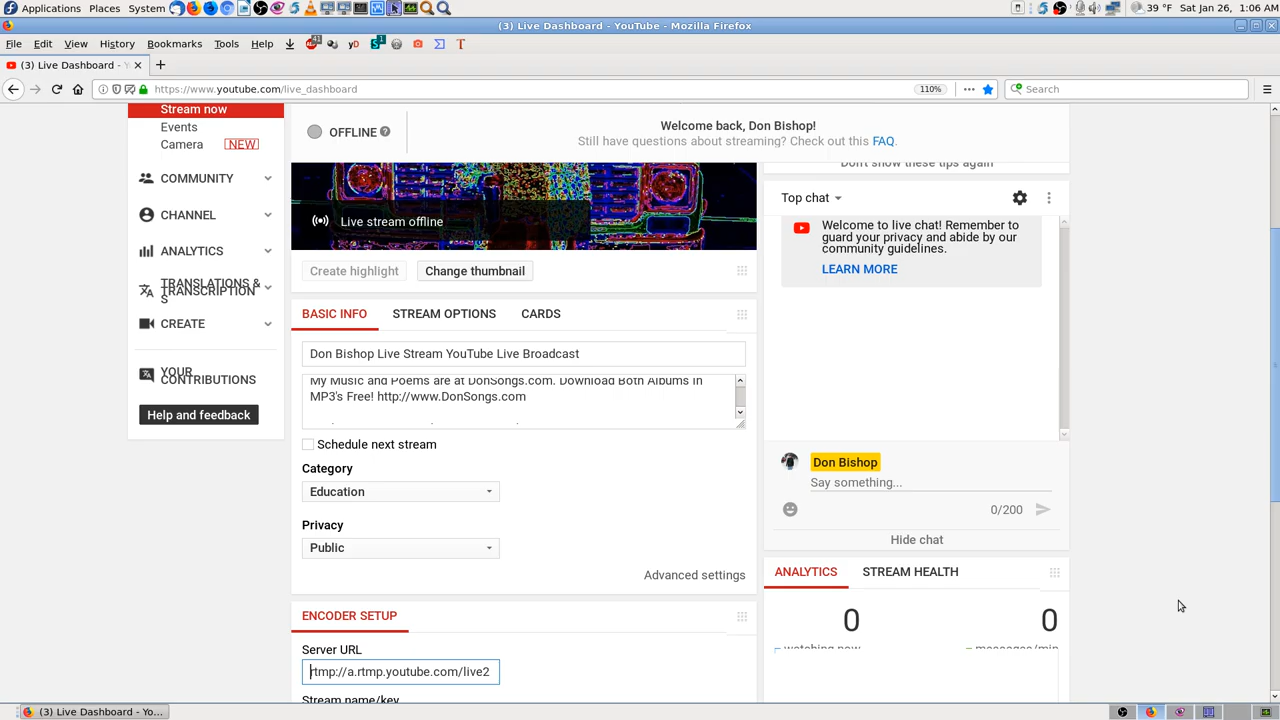 Applications Places System 39 °F Sat Jan 26, 1:06 AM
(3) Live Dashboard - YouTube - Mozilla Firefox
File Edit View History Bookmarks Tools Help
(3) Live Dashboard - Y
https://www.youtube.com/live_dashboard 110% Search
Stream now
Events
Camera NEW
COMMUNITY
CHANNEL
ANALYTICS
TRANSLATIONS &
TRANSCRIPTION
S
CREATE
YOUR
CONTRIBUTIONS
Help and feedback
OFFLINE
Welcome back, Don Bishop!
Still have questions about streaming? Check out this FAQ.
Live stream offline
Create highlight Change thumbnail
BASIC INFO STREAM OPTIONS CARDS
Don Bishop Live Stream YouTube Live Broadcast
My Music and Poems are at DonSongs.com. Download Both Albums In
MP3's Free! http://www.DonSongs.com
Schedule next stream
Category
Education
Privacy
Public
Advanced settings
ENCODER SETUP
Server URL
rtmp://a.rtmp.youtube.com/live2
Stream name/key
Don't show these tips again
Top chat
Welcome to live chat! Remember to
guard your privacy and abide by our
community guidelines.
LEARN MORE
Don Bishop
Say something...
0/200
Hide chat
ANALYTICS STREAM HEALTH
0 0
watching now messages/min
(3) Live Dashboard - Yo...